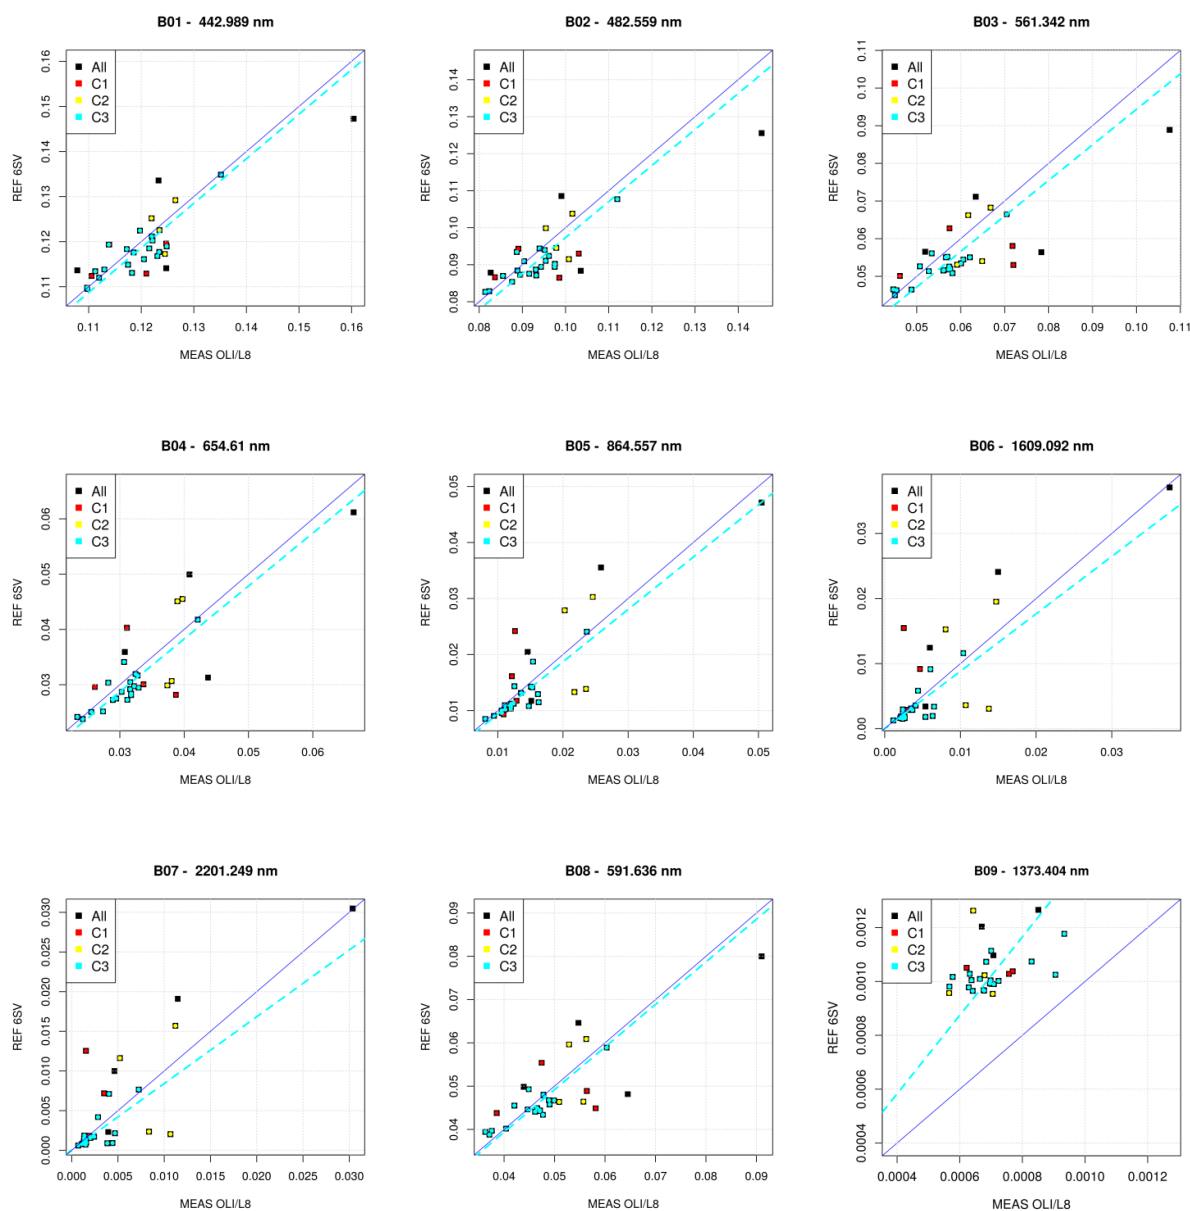 B01 - 442.989 nm
0.16
0.15
0.14
0.13
0.12
0.11
REF 6SV
All
C1
C2
C3
0.11 0.12 0.13 0.14 0.15 0.16
MEAS OLI/L8
B02 - 482.559 nm
0.14
0.13
0.12
0.11
0.10
0.09
0.08
REF 6SV
All
C1
C2
C3
0.08 0.09 0.10 0.11 0.12 0.13 0.14
MEAS OLI/L8
B03 - 561.342 nm
0.11
0.10
0.09
0.08
0.07
0.06
0.05
REF 6SV
All
C1
C2
C3
0.05 0.06 0.07 0.08 0.09 0.10 0.11
MEAS OLI/L8
B04 - 654.61 nm
0.06
0.05
0.04
0.03
REF 6SV
All
C1
C2
C3
0.03 0.04 0.05 0.06
MEAS OLI/L8
B05 - 864.557 nm
0.05
0.04
0.03
0.02
0.01
REF 6SV
All
C1
C2
C3
0.01 0.02 0.03 0.04 0.05
MEAS OLI/L8
B06 - 1609.092 nm
0.03
0.02
0.01
0.00
REF 6SV
All
C1
C2
C3
0.00 0.01 0.02 0.03
MEAS OLI/L8
B07 - 2201.249 nm
0.030
0.025
0.020
0.015
0.010
0.005
0.000
REF 6SV
All
C1
C2
C3
0.000 0.005 0.010 0.015 0.020 0.025 0.030
MEAS OLI/L8
B08 - 591.636 nm
0.09
0.08
0.07
0.06
0.05
0.04
REF 6SV
All
C1
C2
C3
0.04 0.05 0.06 0.07 0.08 0.09
MEAS OLI/L8
B09 - 1373.404 nm
0.0012
0.0010
0.0008
0.0006
0.0004
REF 6SV
All
C1
C2
C3
0.0004 0.0006 0.0008 0.0010 0.0012
MEAS OLI/L8